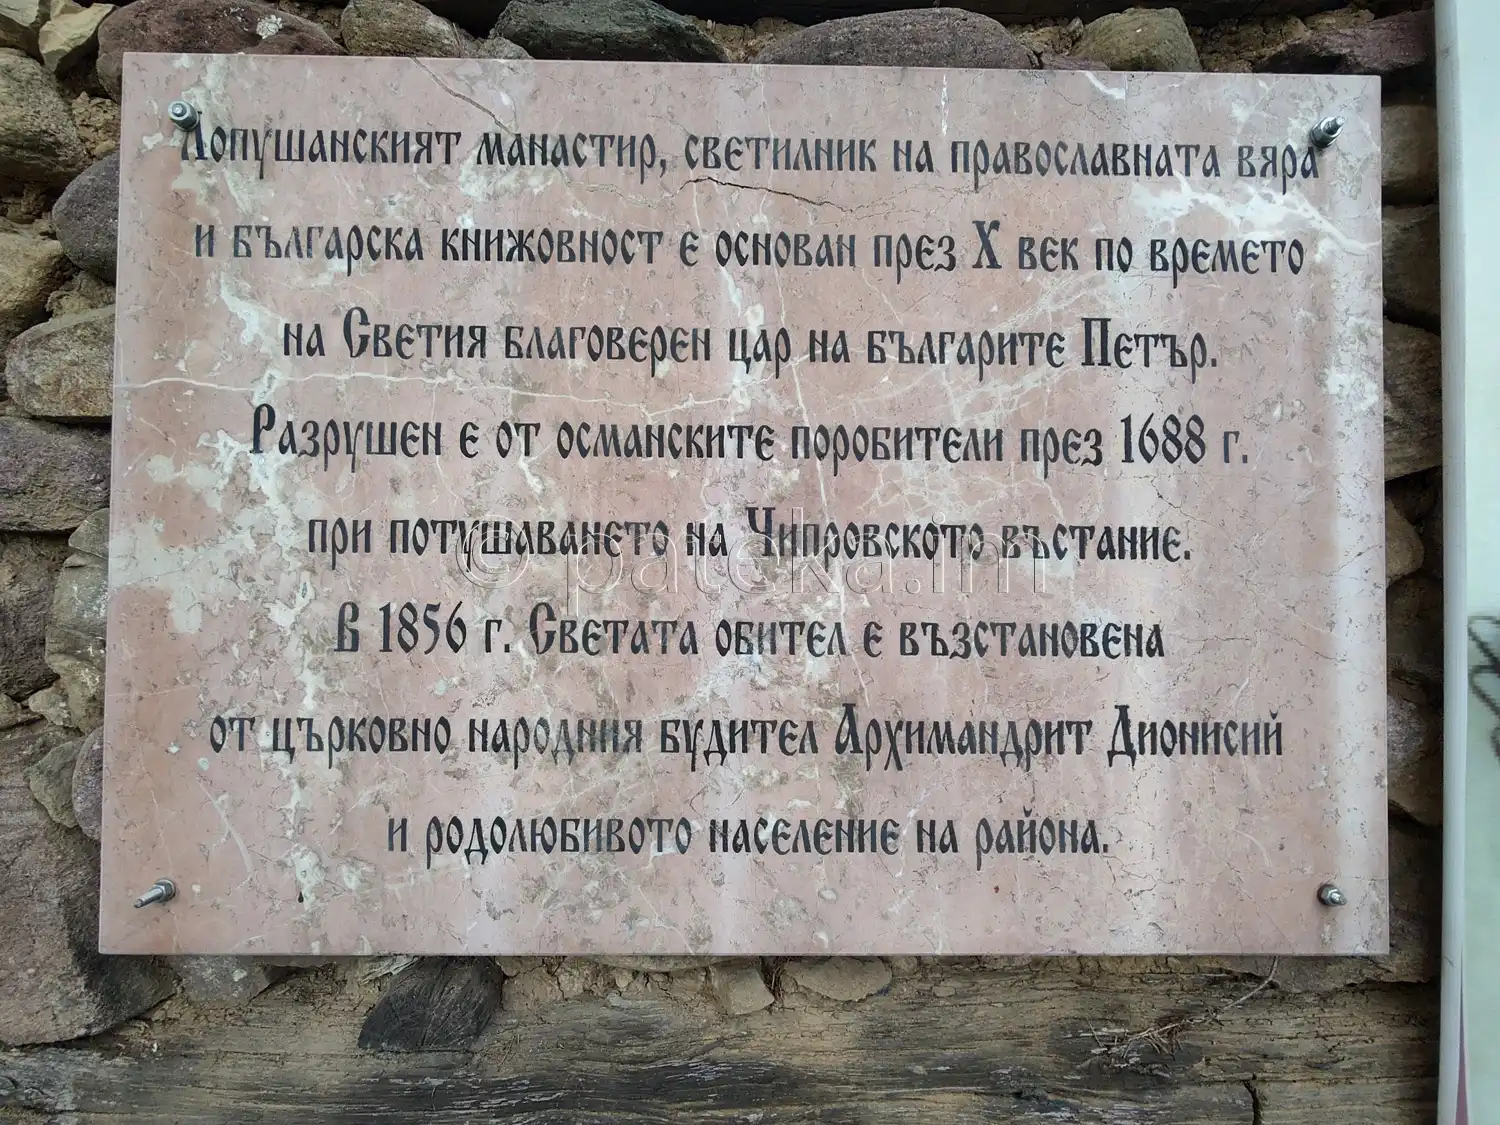 Лопушанският манастир, светилник на православната вяра
и българска книжовност е основан през X век по времето
на Светия благоверен цар на българите Петър.
Разрушен е от османските поробители през 1688 г.
при потушаването на Чипровското въстание.
© pateka.im
В 1856 г. Светата обител е възстановена
от църковно народния будител Архимандрит Дионисий
и родолюбивото население на района.